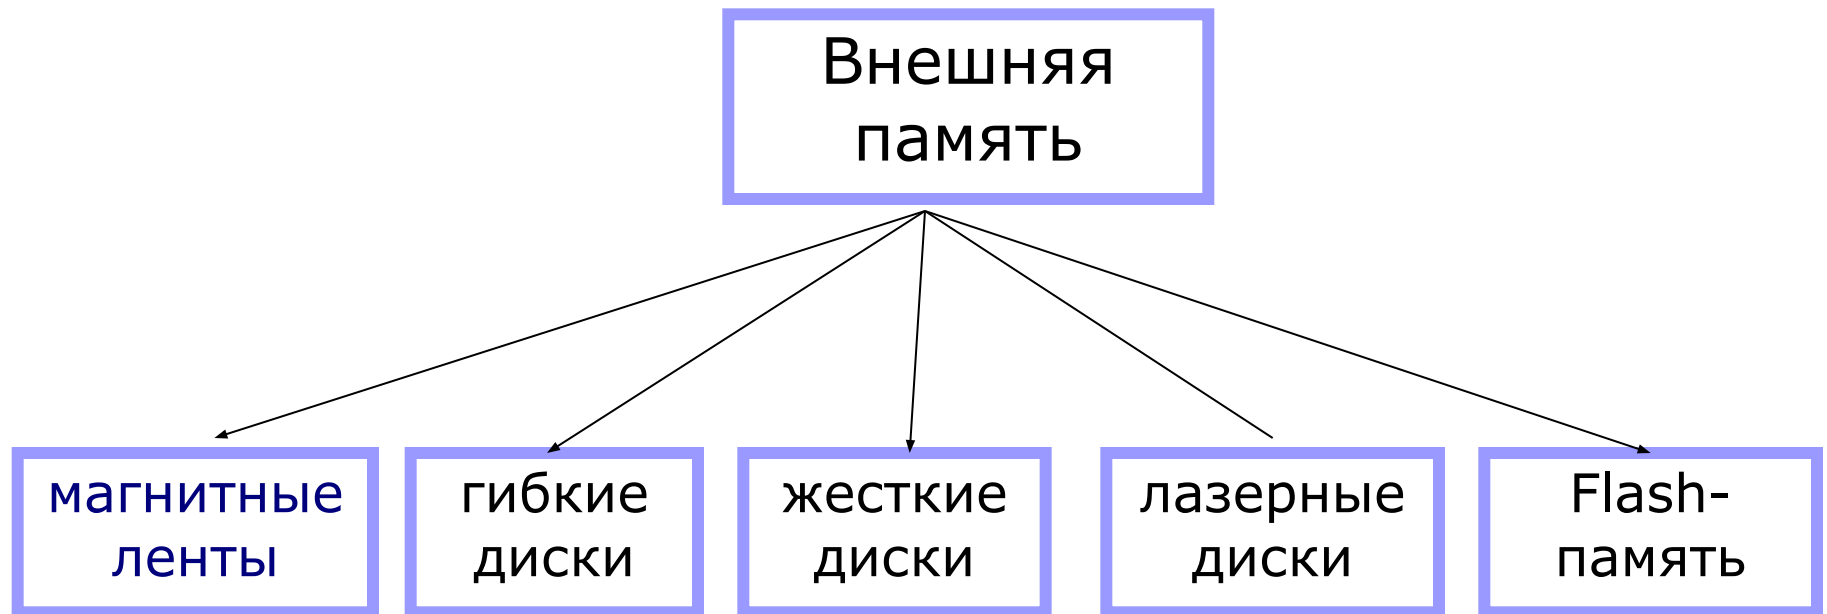 Внешняя
память
магнитные
ленты
гибкие
диски
жесткие
диски
лазерные
диски
Flash-
память